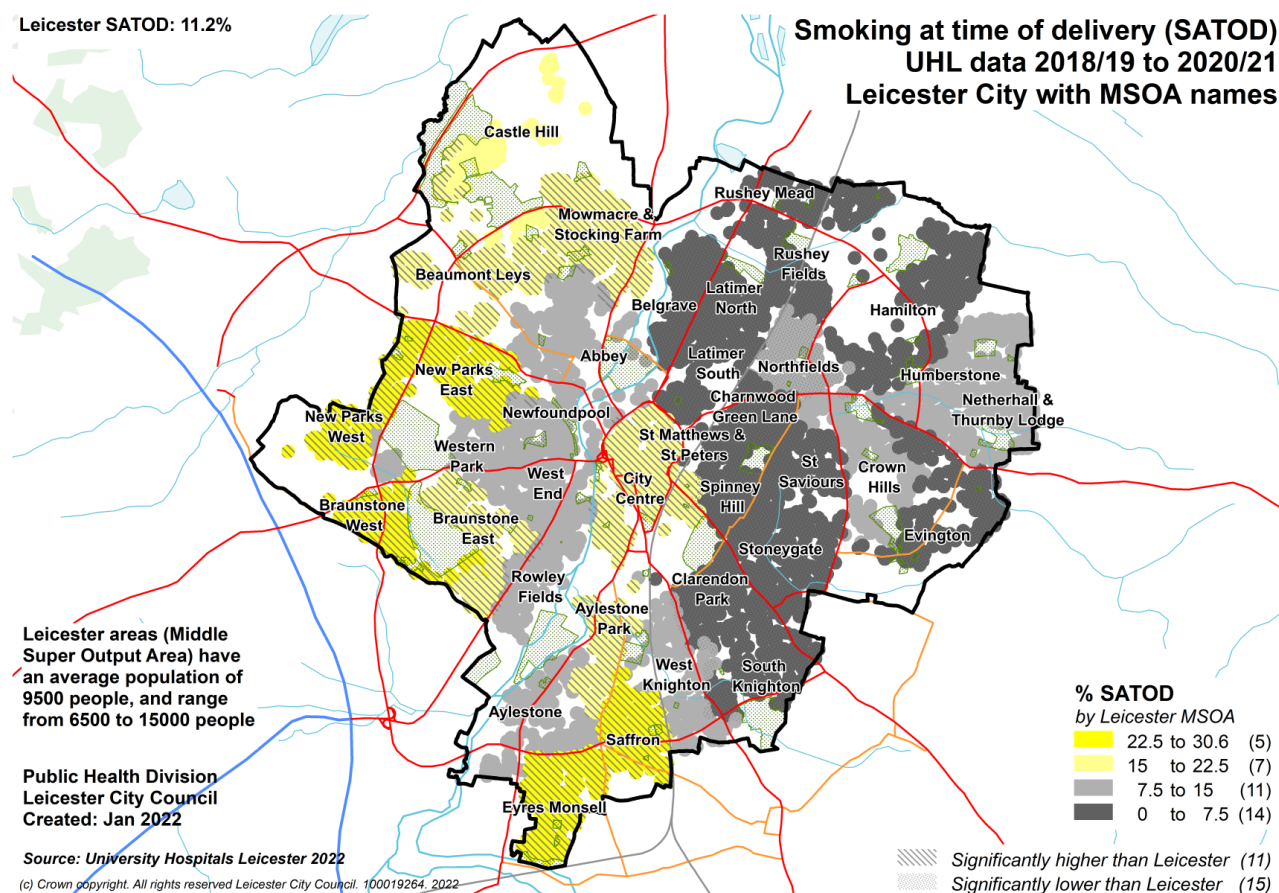 Leicester SATOD: 11.2%
Smoking at time of delivery (SATOD)
UHL data 2018/19 to 2020/21
Leicester City with MSOA names
Castle Hill
Rushey Mead
Mowmacre &
Stocking Farm
Rushey
Fields
Beaumont Leys
Latimer
North
Belgrave
Hamilton
Abbey
Latimer
South
Northfields
New Parks
East
Humberstone
Charnwood
Green Lane
Netherhall &
Thurnby Lodge
New Parks
West
Newfoundpool
St Matthews &
St Peters
Western
Park
St
Saviours
Crown
Hills
West
End
City
Centre
Spinney
Hill
Braunstone
West
Braunstone
East
Evington
Stoneygate
Rowley
Fields
Clarendon
Park
Aylestone
Park
West
Knighton
South
Knighton
Aylestone
Saffron
Eyres Monsell
Leicester areas (Middle
Super Output Area) have
an average population of
9500 people, and range
from 6500 to 15000 people
Public Health Division
Leicester City Council
Created: Jan 2022
Source: University Hospitals Leicester 2022
(c) Crown copyright. All rights reserved Leicester City Council. 100019264. 2022
% SATOD
by Leicester MSOA
22.5 to 30.6 (5)
15 to 22.5 (7)
7.5 to 15 (11)
0 to 7.5 (14)
Significantly higher than Leicester (11)
Significantly lower than Leicester (15)